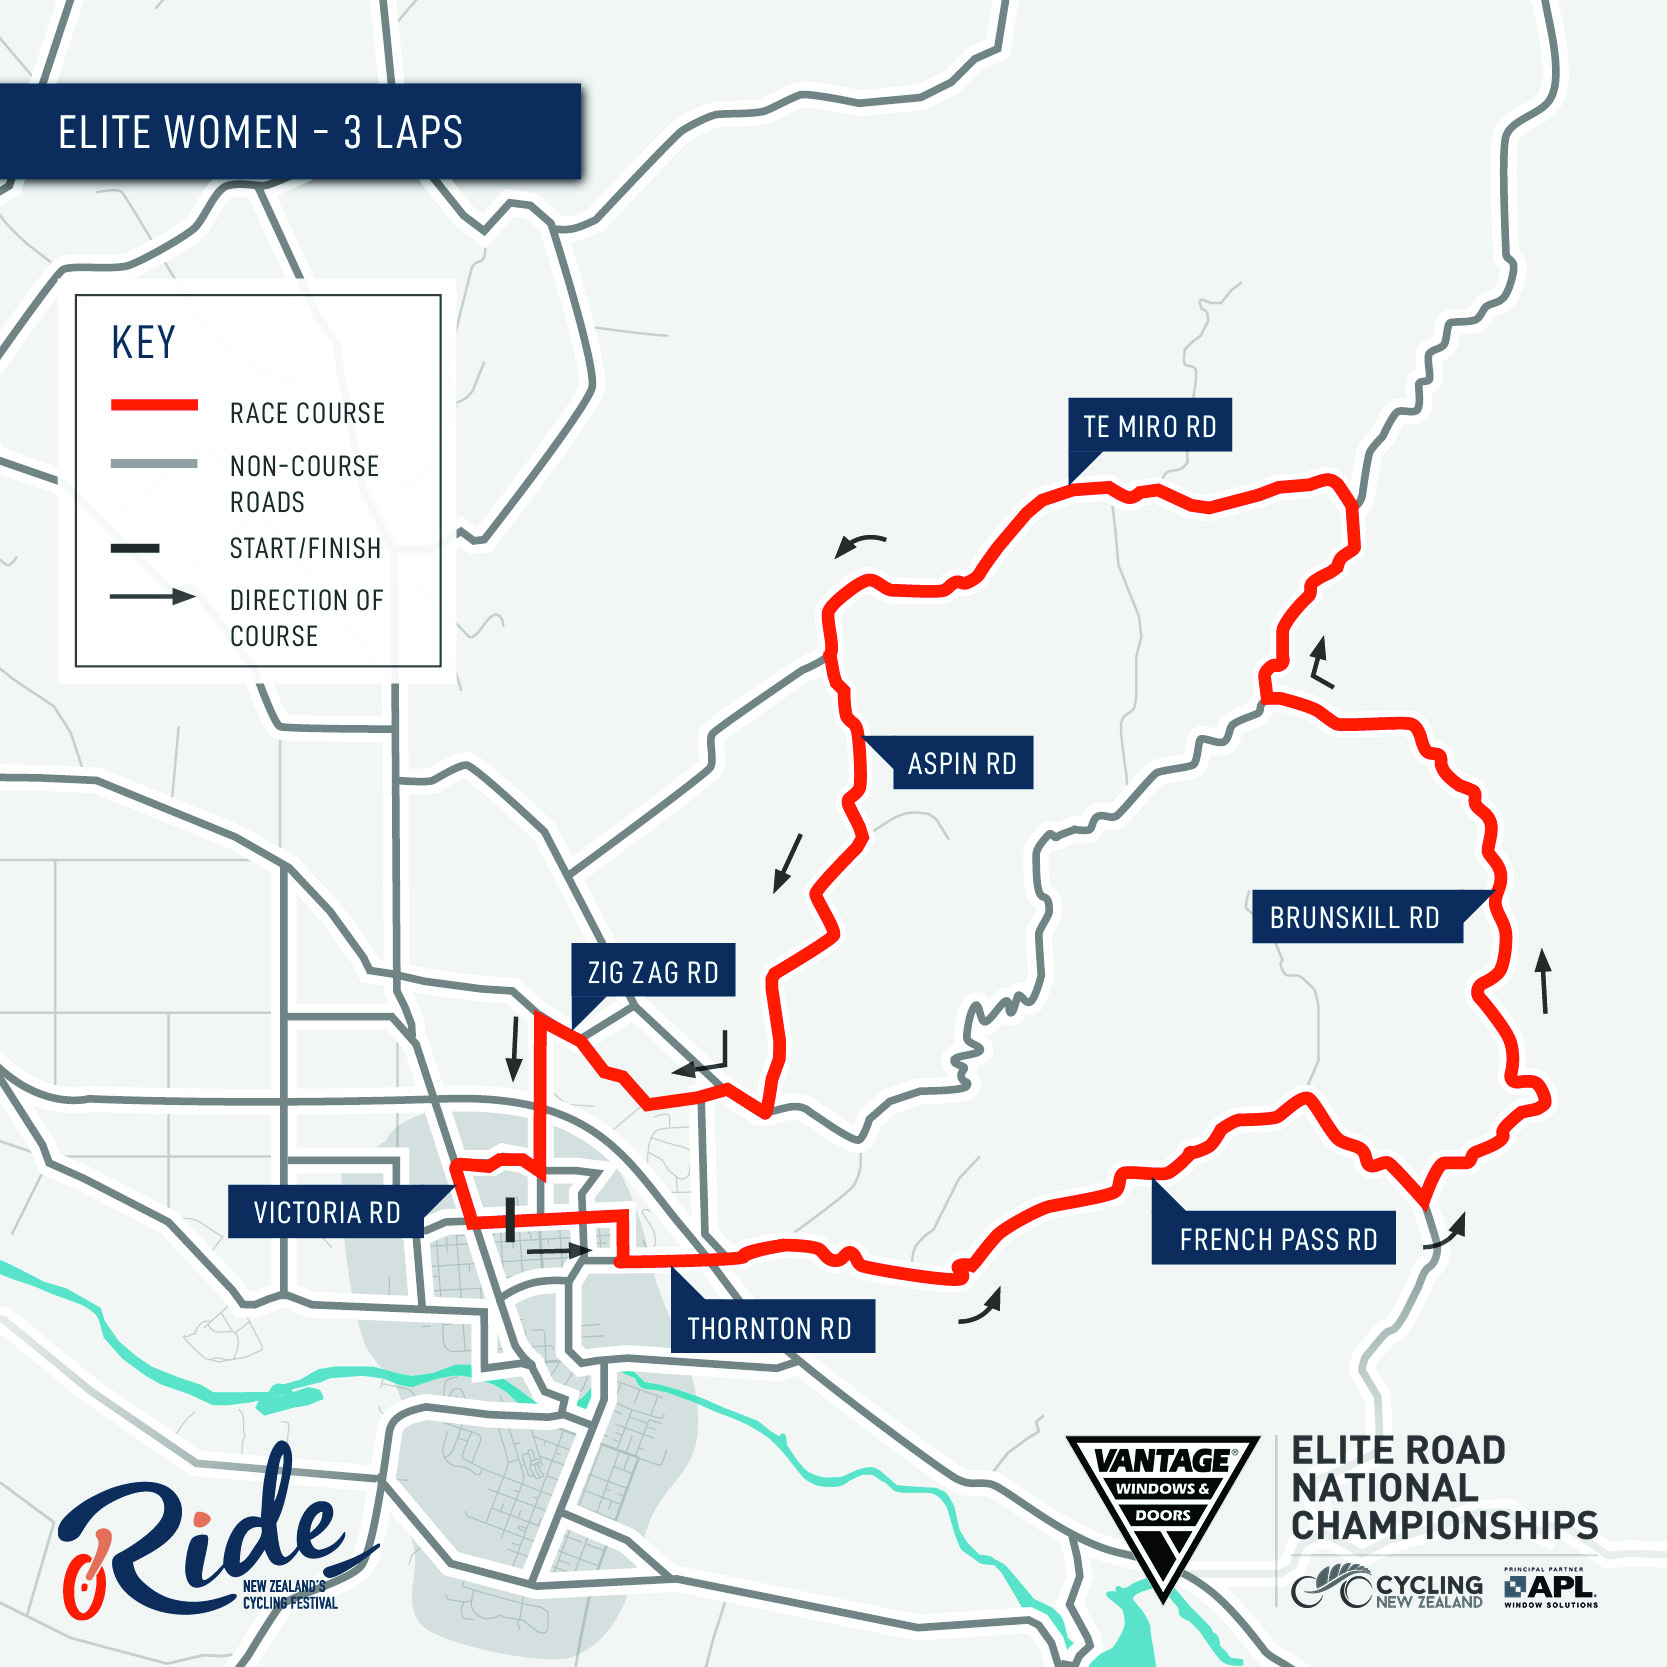 ELITE WOMEN - 3 LAPS
KEY
RACE COURSE
NON-COURSE
ROADS
START/FINISH
DIRECTION OF
COURSE
TE MIRO RD
ASPIN RD
BRUNSKILL RD
ZIG ZAG RD
VICTORIA RD
FRENCH PASS RD
THORNTON RD
Ride
NEW ZEALAND'S
CYCLING FESTIVAL
VANTAGE®
WINDOWS &
DOORS
ELITE ROAD
NATIONAL
CHAMPIONSHIPS
CYCLING
NEW ZEALAND
PRINCIPAL PARTNER
APL
WINDOW SOLUTIONS